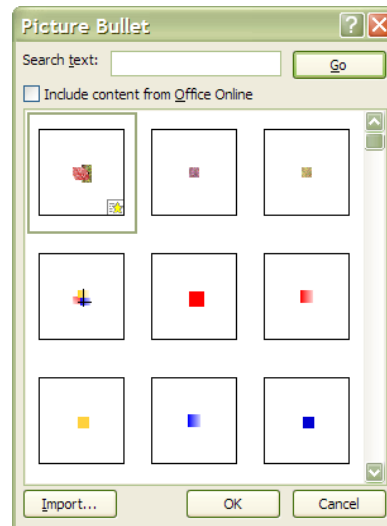 Picture Bullet
Search text:
Go
Include content from Office Online
Import... OK Cancel